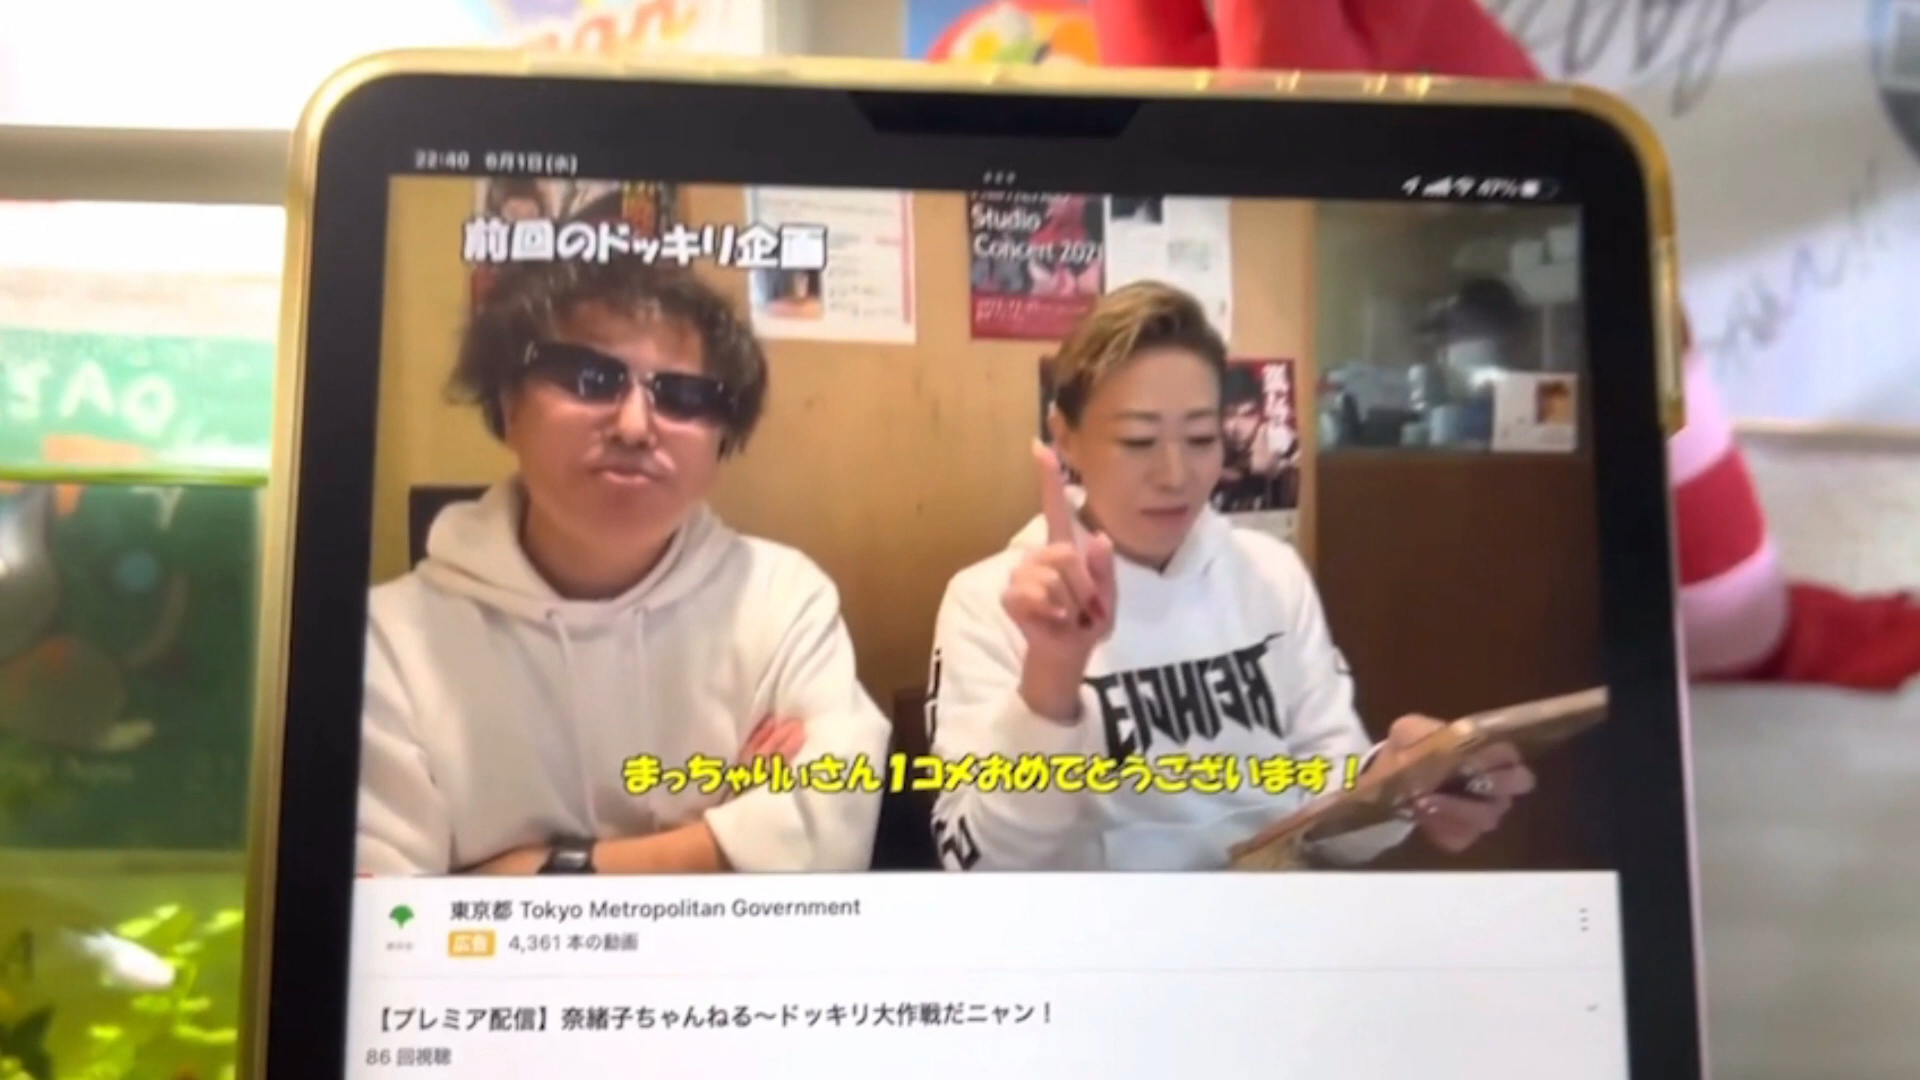 22:40 6月1日(水)
47%
前回のドッキリ企画
Studio
Concert 2021
まっちゃりぃさん1コメおめでとうございます！
東京都 Tokyo Metropolitan Government
広告 4,361 本の動画
【プレミア配信】奈緒子ちゃんねる〜ドッキリ大作戦だニャン！
86 回視聴